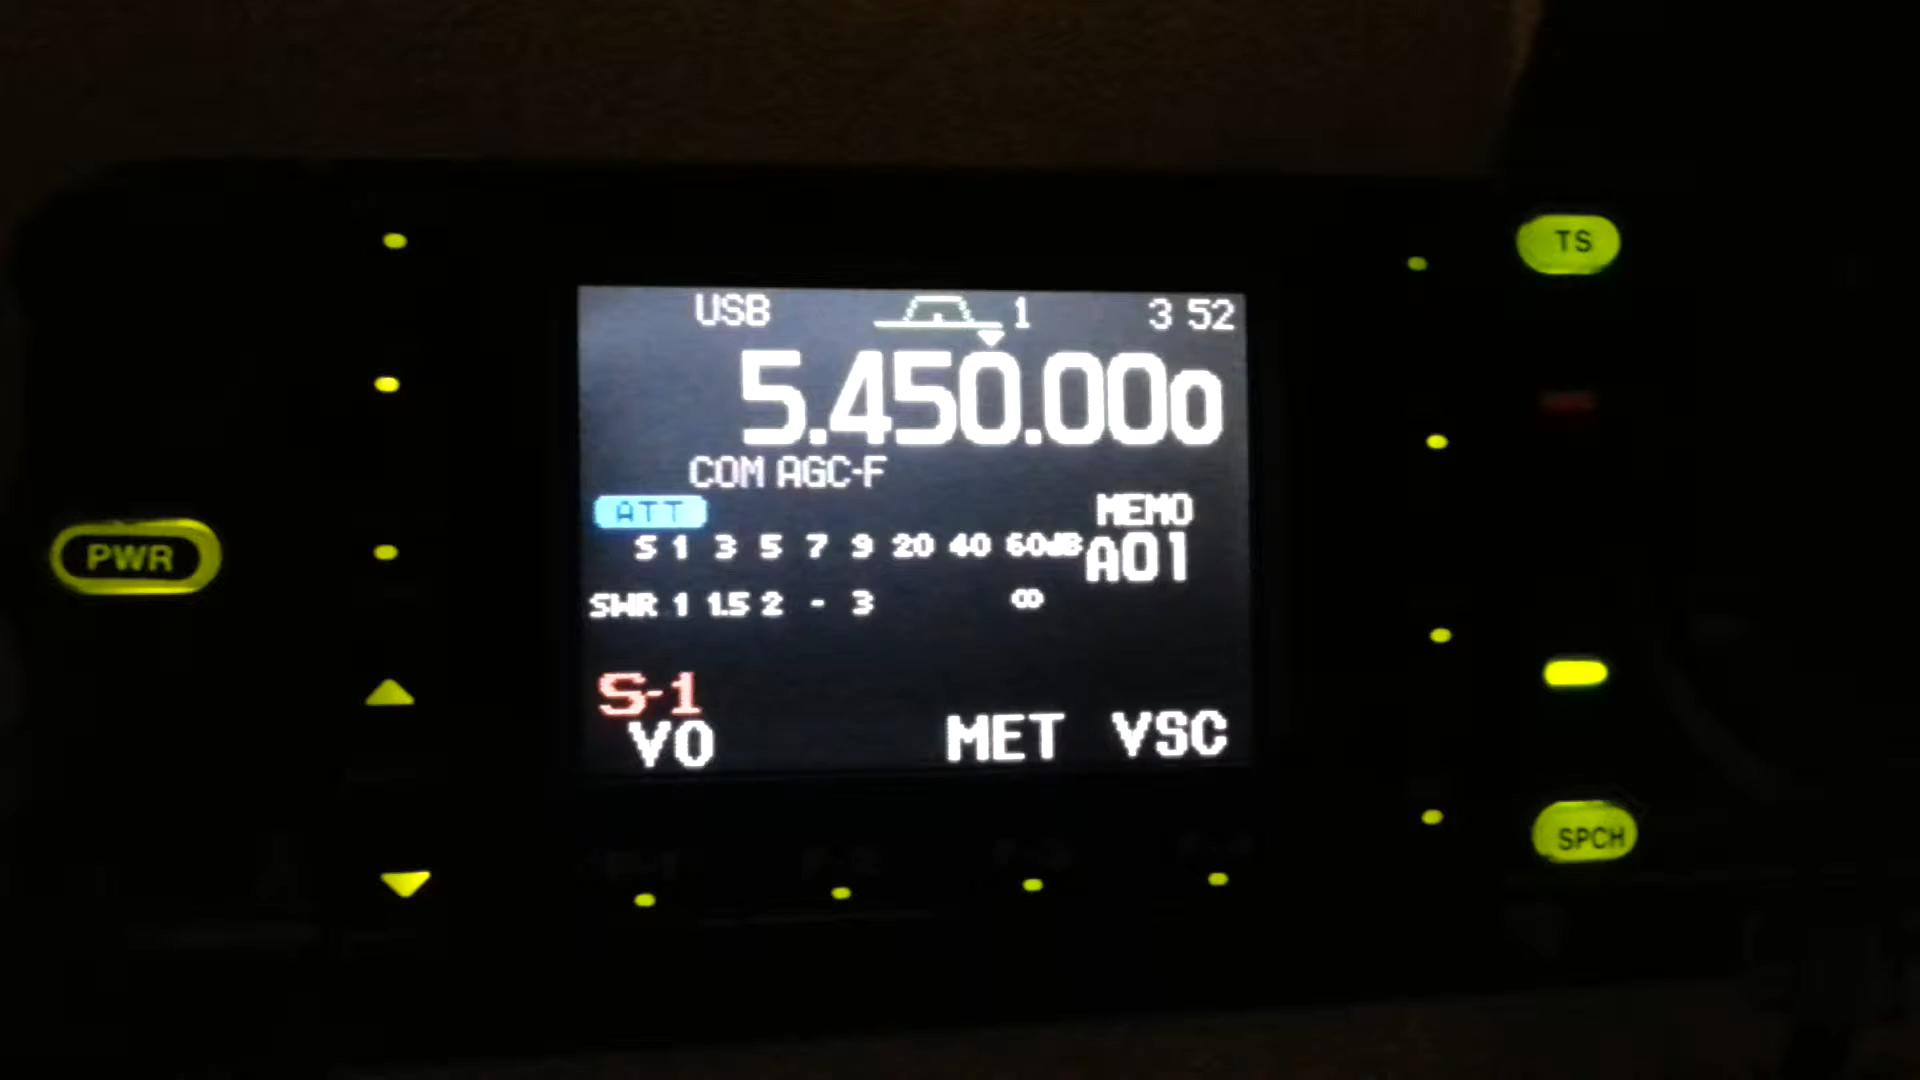 TS
USB 1 3 52
5.450.000
COM AGC-F
ATT MEMO
S 1 3 5 7 9 20 40 60dB A01
PWR
SWR 1 1.5 2 - 3 ∞
S-1
VO MET VSC
SPCH